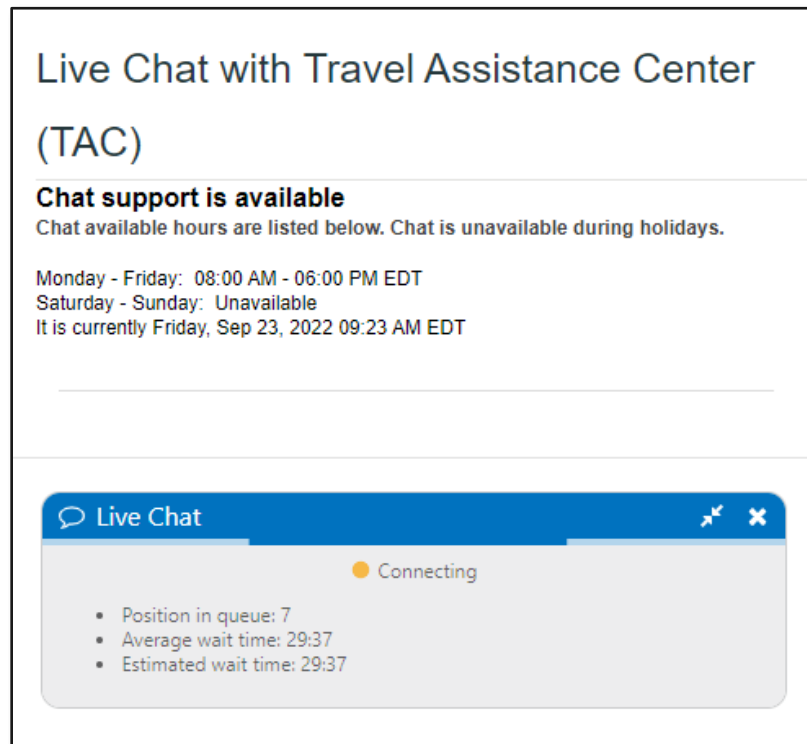 Live Chat with Travel Assistance Center
(TAC)
Chat support is available
Chat available hours are listed below. Chat is unavailable during holidays.
Monday - Friday:  08:00 AM - 06:00 PM EDT
Saturday - Sunday:  Unavailable
It is currently Friday, Sep 23, 2022 09:23 AM EDT
Live Chat
Connecting
• Position in queue: 7
• Average wait time: 29:37
• Estimated wait time: 29:37